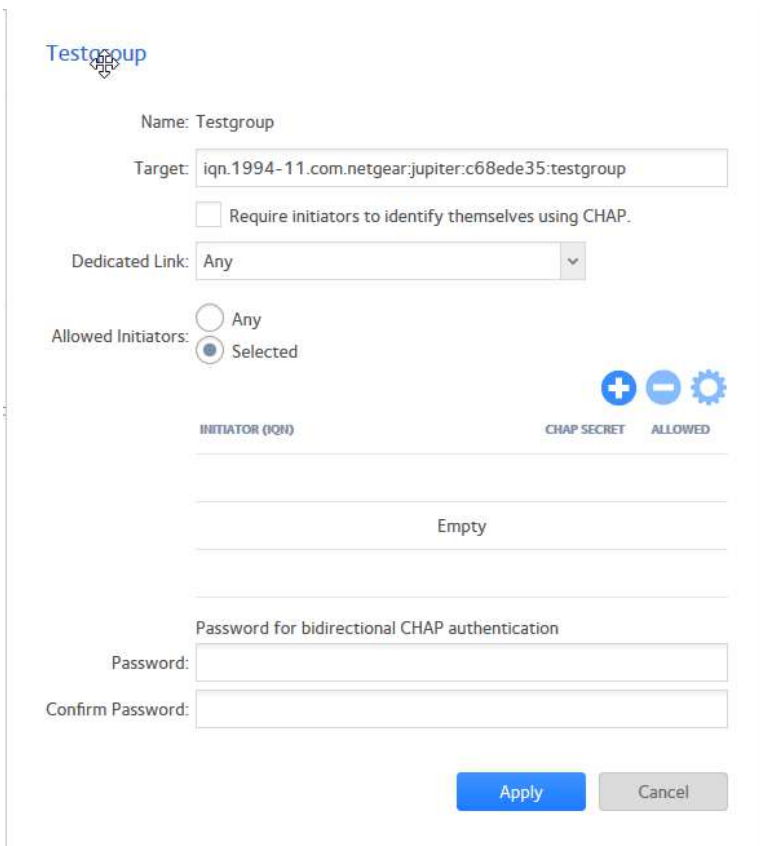 Testgroup
Name: Testgroup
Target: iqn.1994-11.com.netgear:jupiter:c68ede35:testgroup
Require initiators to identify themselves using CHAP.
Dedicated Link: Any
Allowed Initiators:
Any
Selected
INITIATOR (IQN) CHAP SECRET ALLOWED
Empty
Password for bidirectional CHAP authentication
Password:
Confirm Password:
Apply Cancel